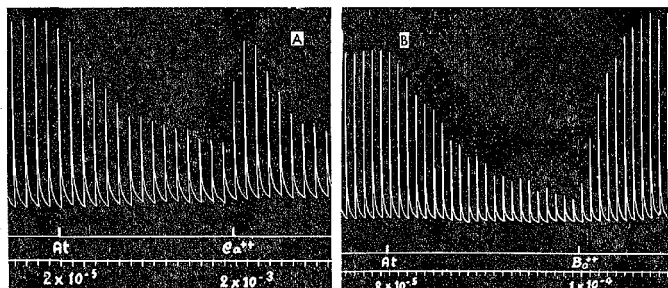 A
At Ca⁺⁺
2 x 10⁻⁵ 2 x 10⁻³
B
At Ba⁺⁺
2 x 10⁻⁵ 1 x 10⁻⁴